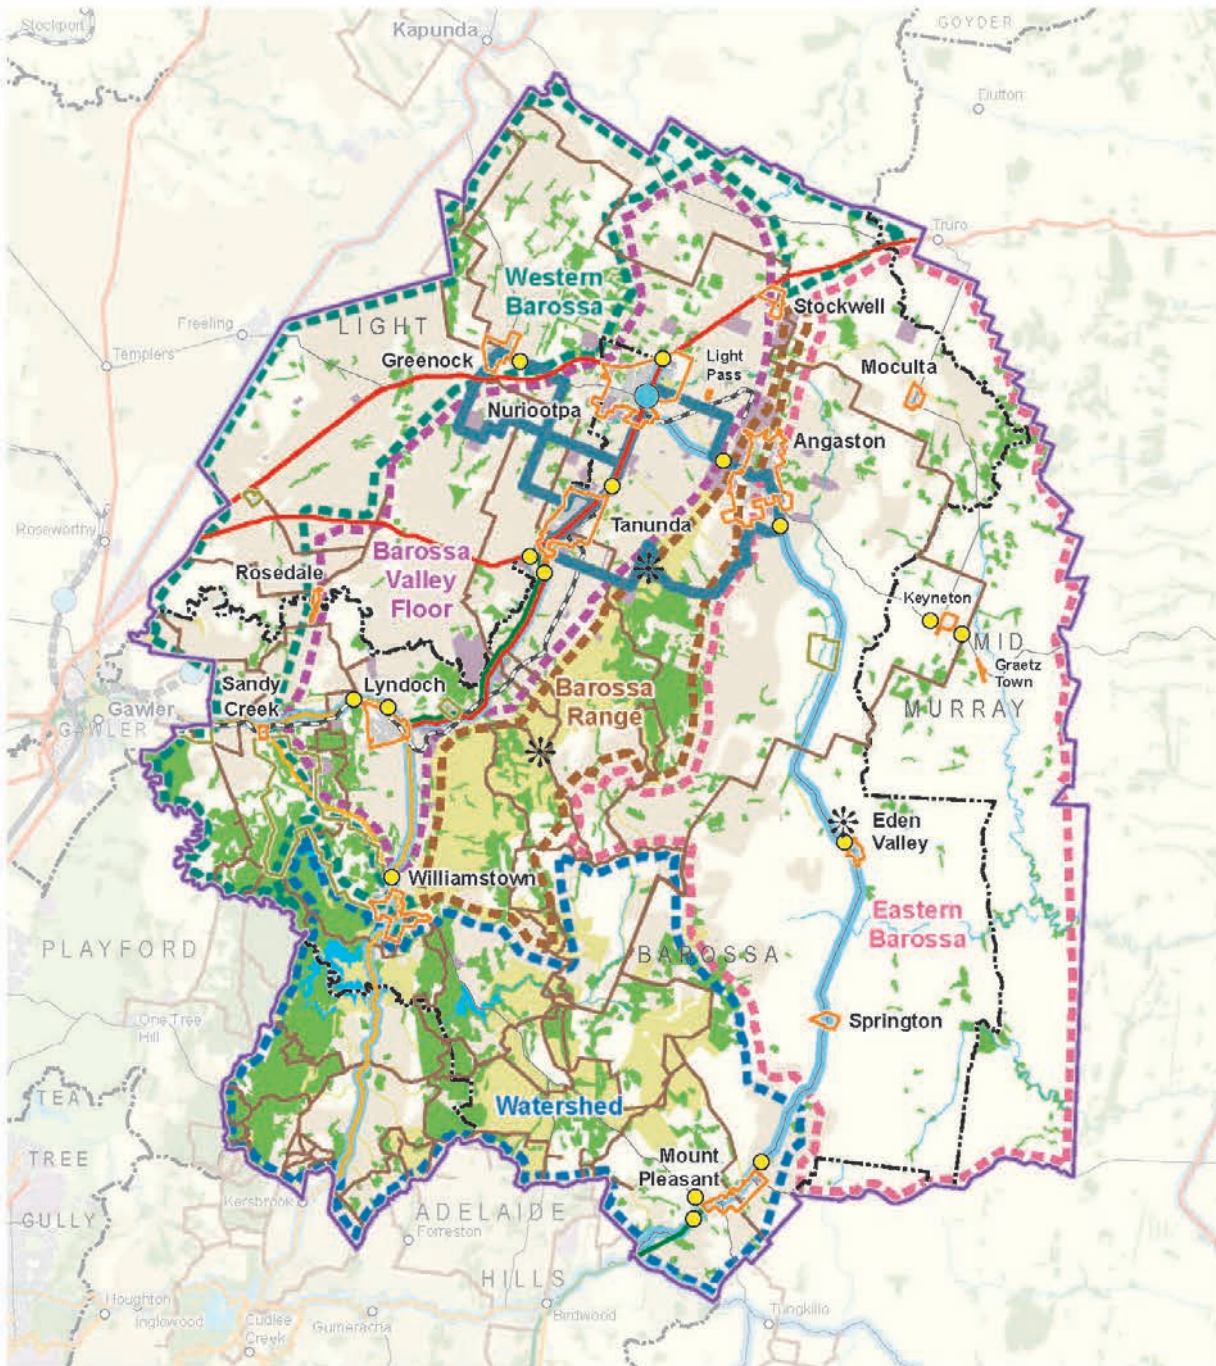 Stockport
Kapunda
GOYDER
Dutton
Truro
Western
Barossa
Stockwell
LIGHT
Freeling
Templers
Greenock
Light
Pass
Moculta
Nuriootpa
Angaston
Roseworthy
Tanunda
Barossa
Valley
Floor
Rosedale
Keyneton
MID
Graetz
Town
MURRAY
Sandy
Creek
Lyndoch
Barossa
Range
Gawler
GAWLER
Eden
Valley
Williamstown
Eastern
Barossa
PLAYFORD
BAROSSA
One Tree
Hill
Springton
TEA
TREE
GULLY
Watershed
Mount
Pleasant
Kersbrook
ADELAIDE
HILLS
Forreston
Houghton
Inglewood
Cudlee
Creek
Gumeracha
Birdwood
Tungkillo